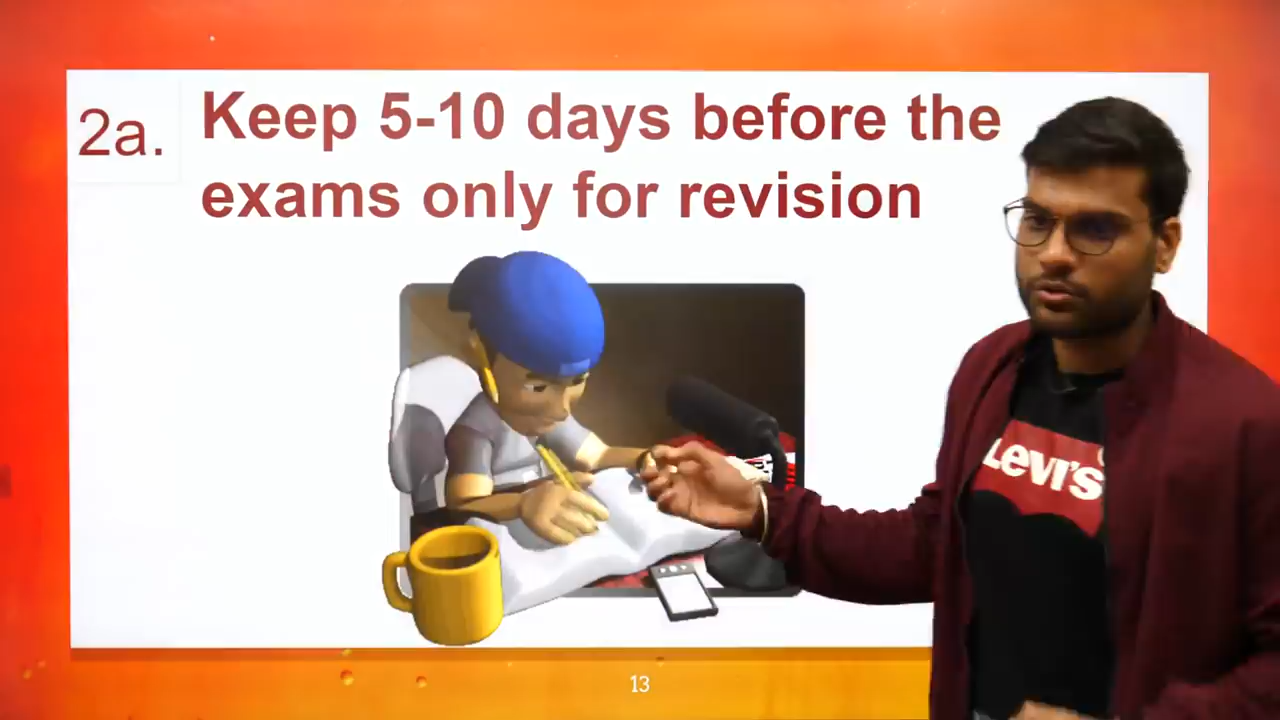 2a.
Keep 5-10 days before the
exams only for revision
LEVI'S
13